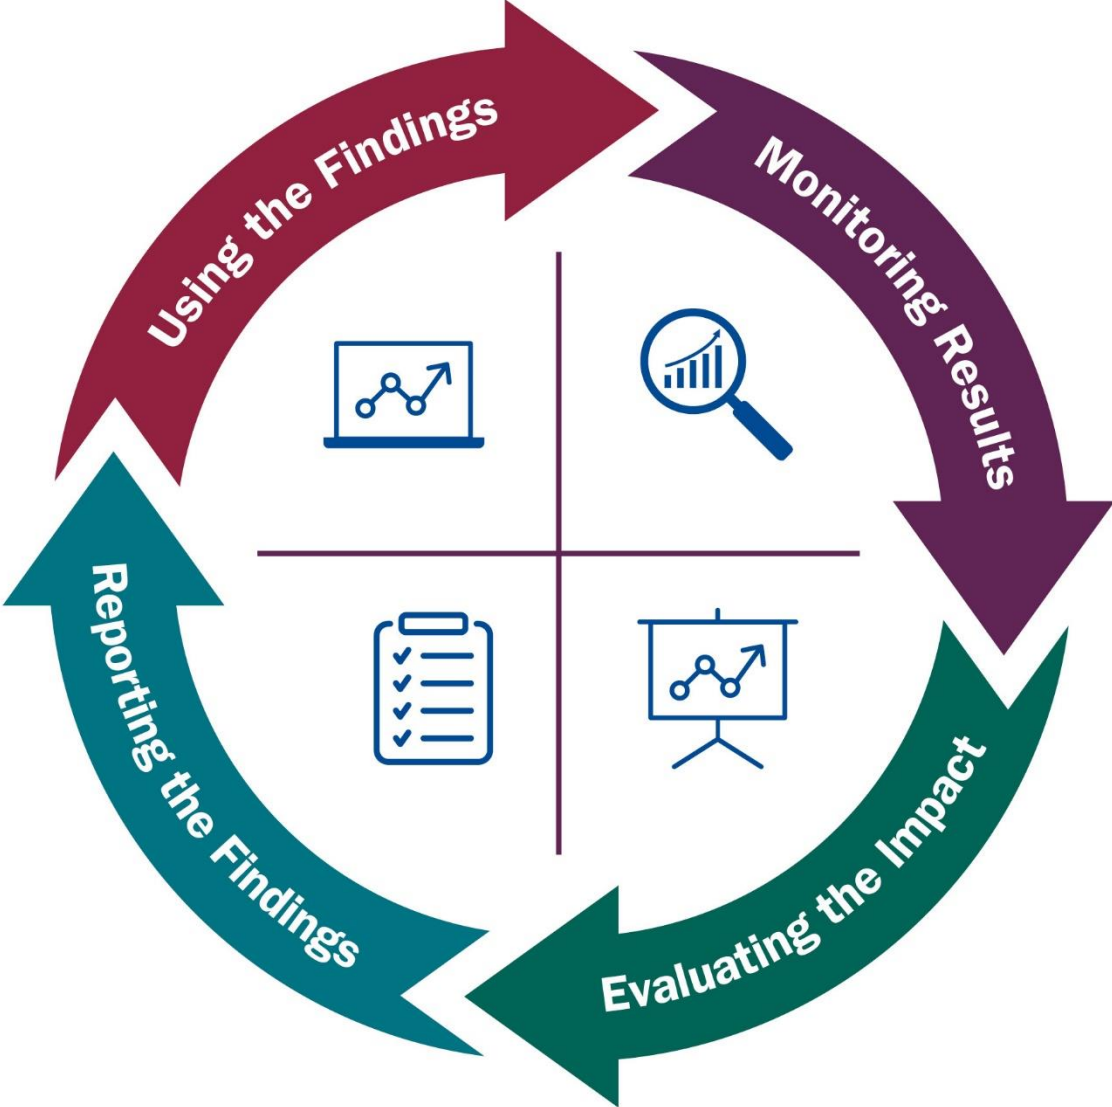 Using the Findings
Monitoring Results
Evaluating the Impact
Reporting the Findings